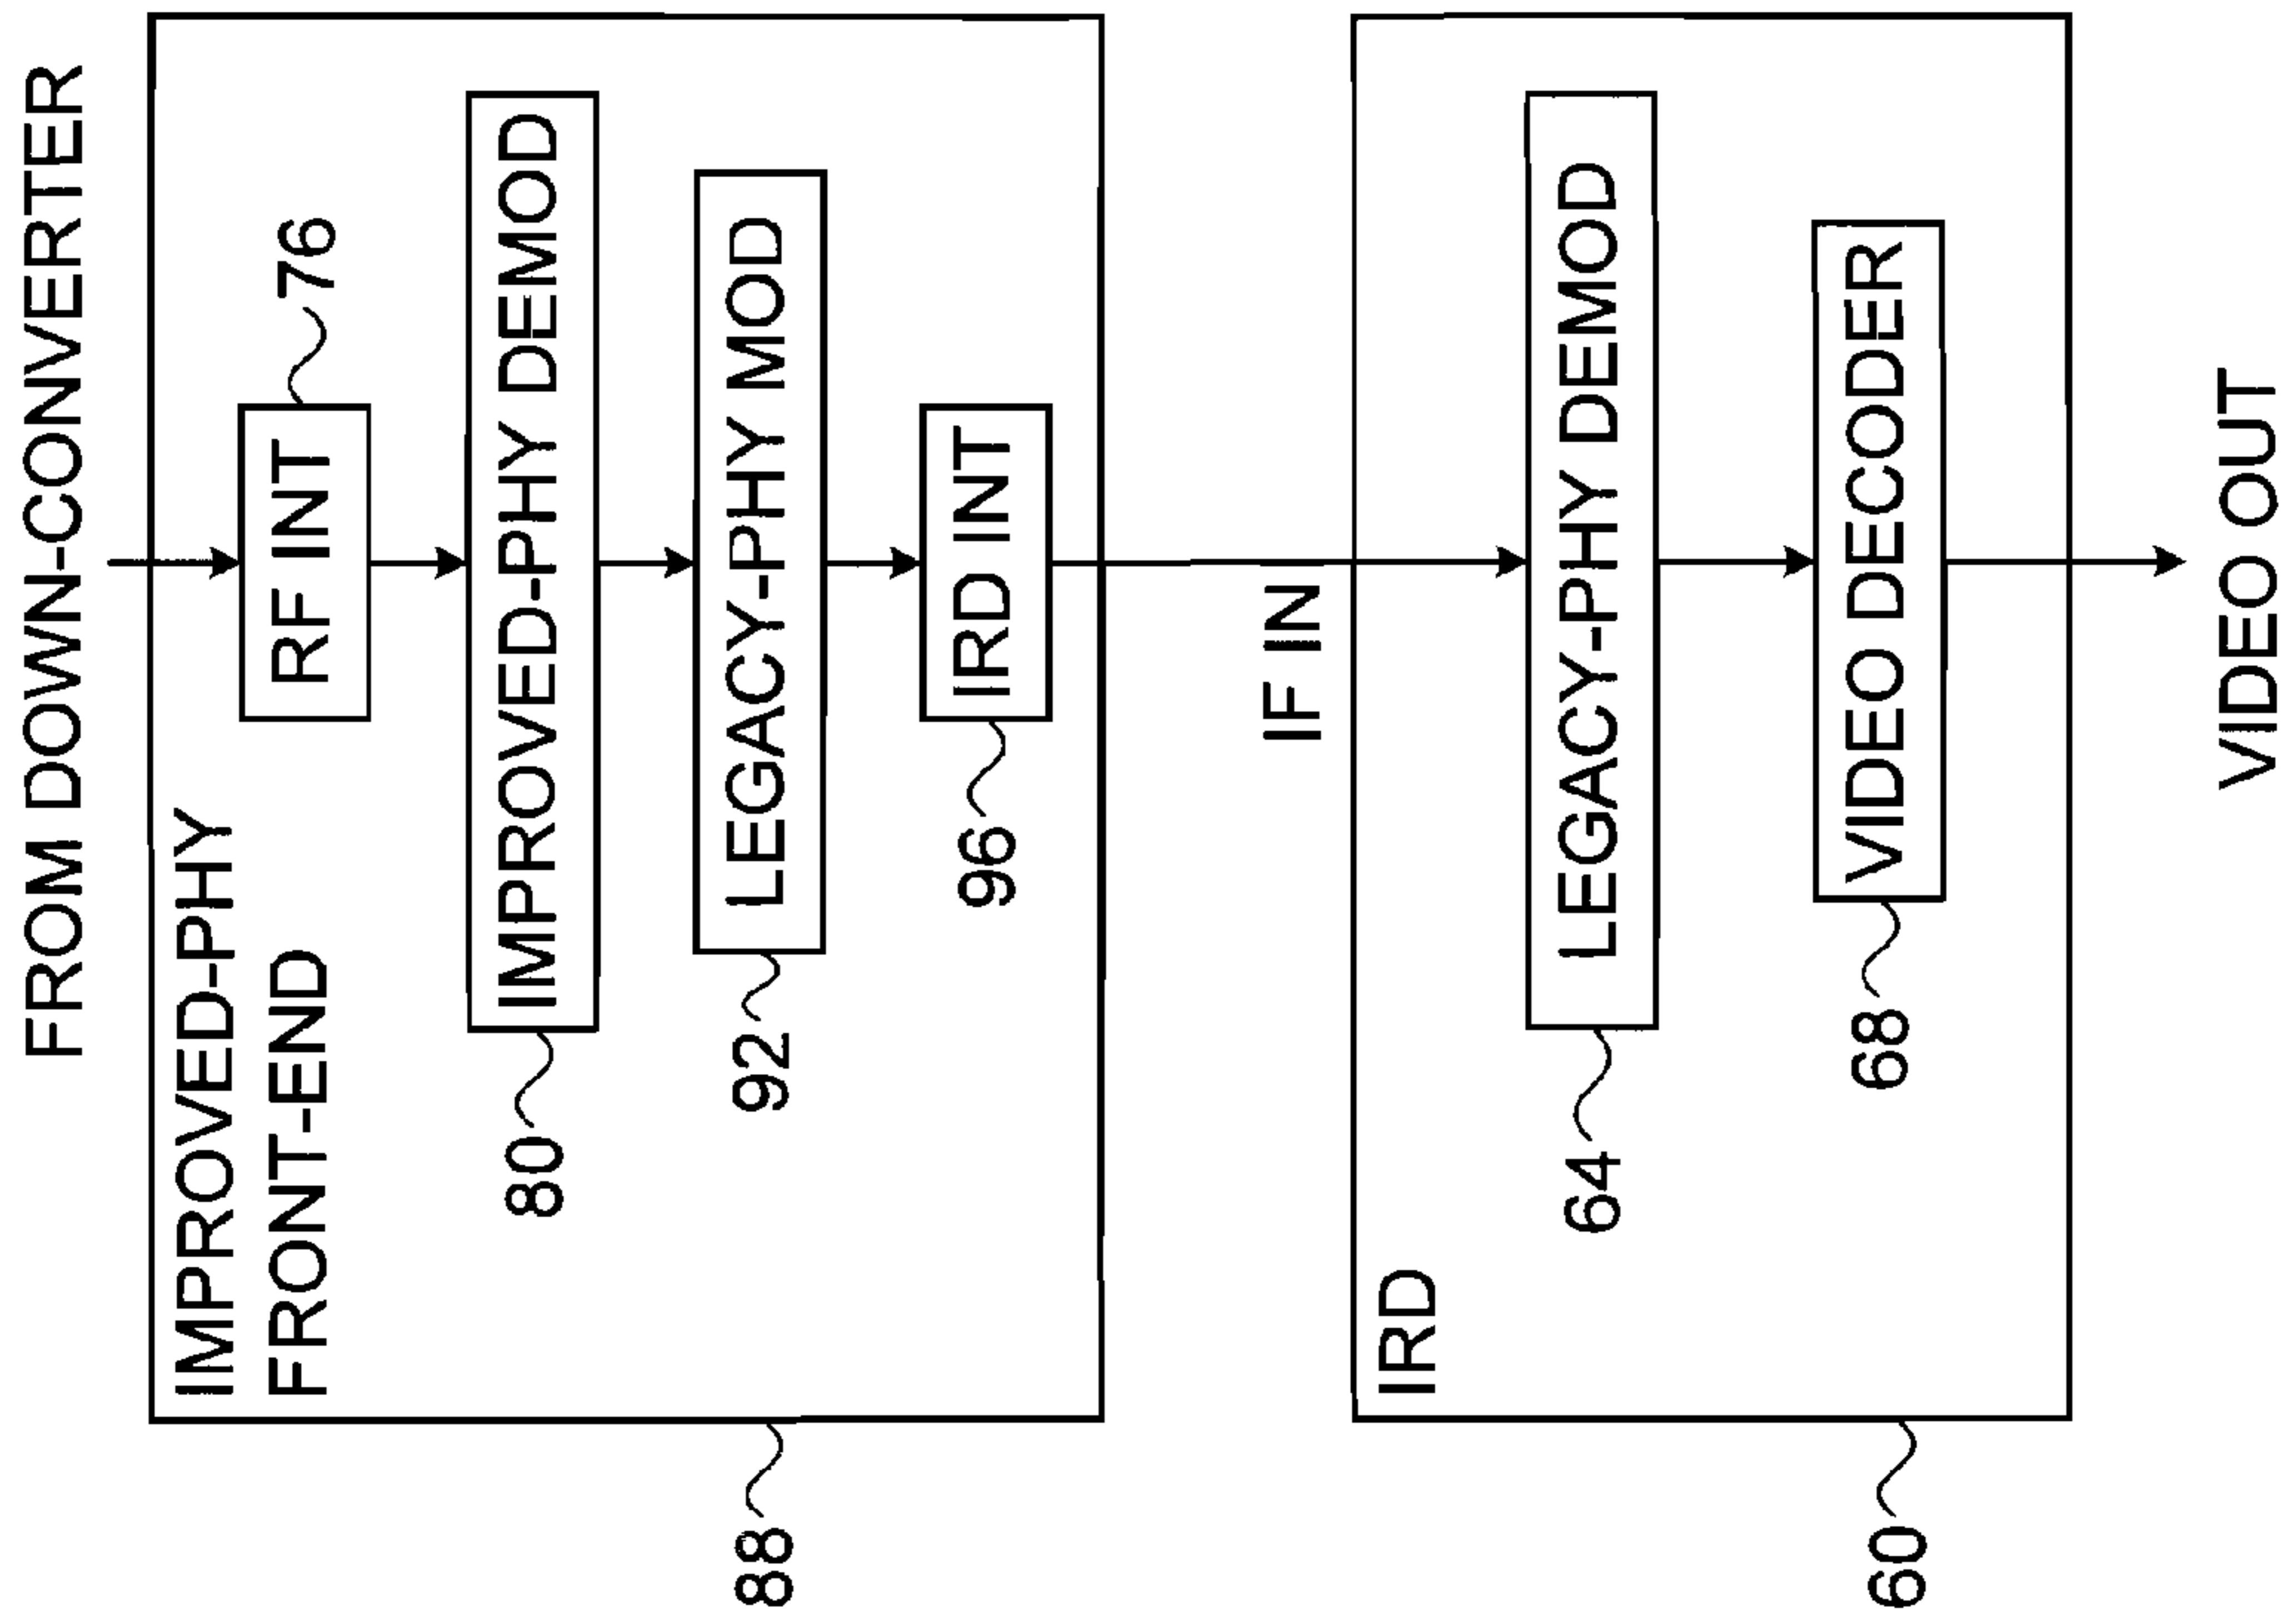 FROM DOWN-CONVERTER
IMPROVED-PHY
FRONT-END
RF INT
76
IMPROVED-PHY DEMOD
80
LEGACY-PHY MOD
92
IRD INT
96
88
IF IN
IRD
LEGACY-PHY DEMOD
64
VIDEO DECODER
68
60
VIDEO OUT